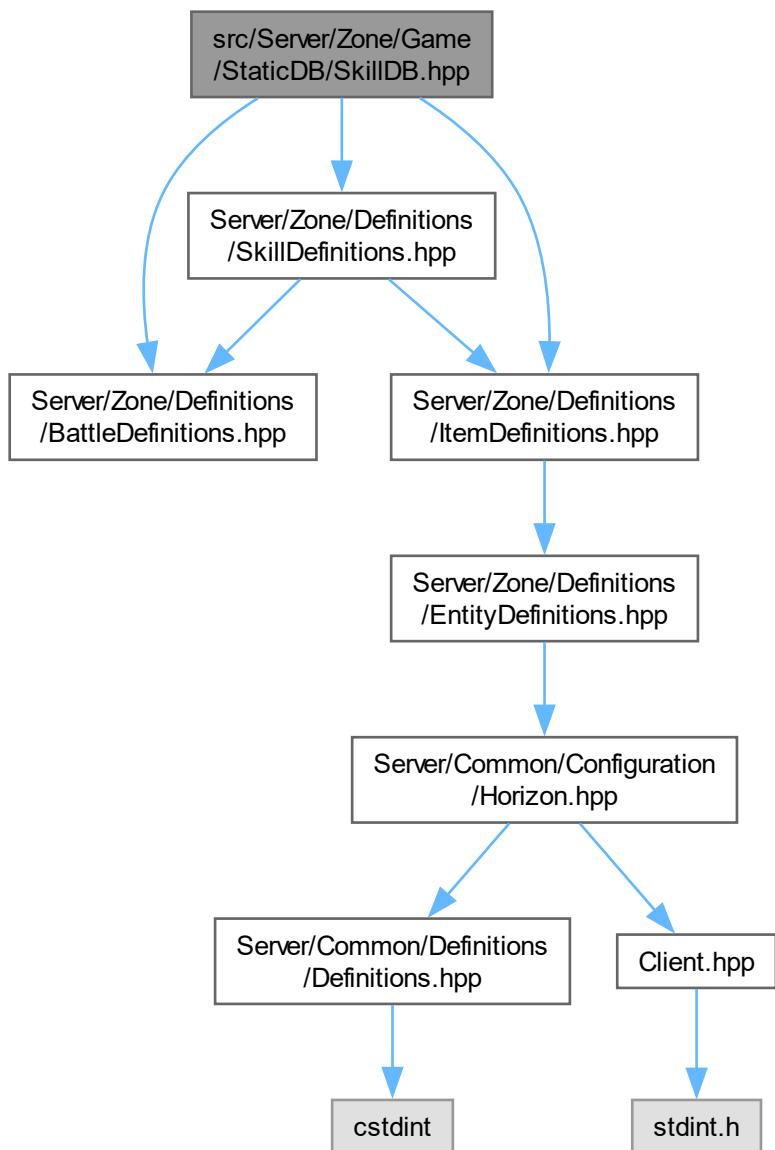 src/Server/Zone/Game
/StaticDB/SkillDB.hpp
Server/Zone/Definitions
/SkillDefinitions.hpp
Server/Zone/Definitions
/BattleDefinitions.hpp
Server/Zone/Definitions
/ItemDefinitions.hpp
Server/Zone/Definitions
/EntityDefinitions.hpp
Server/Common/Configuration
/Horizon.hpp
Server/Common/Definitions
/Definitions.hpp
Client.hpp
cstdint
stdint.h